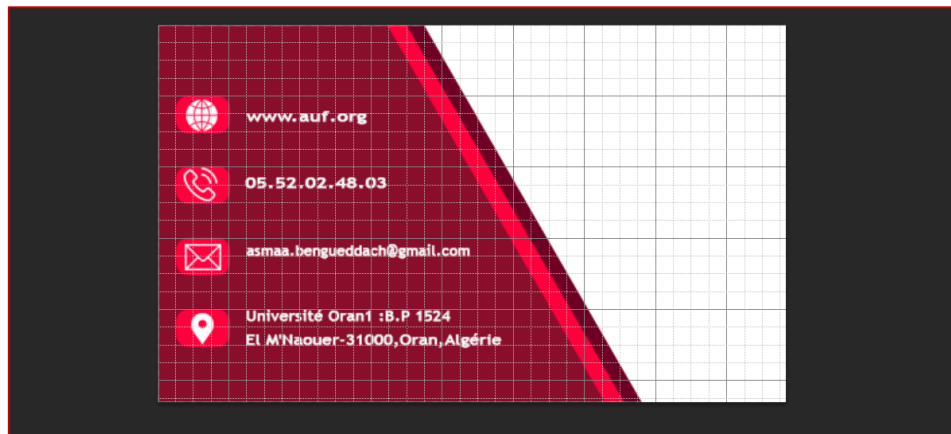 www.auf.org
05.52.02.48.03
asmaa.bengueddach@gmail.com
Université Oran1 :B.P 1524
El M'Naouer-31000,Oran,Algérie